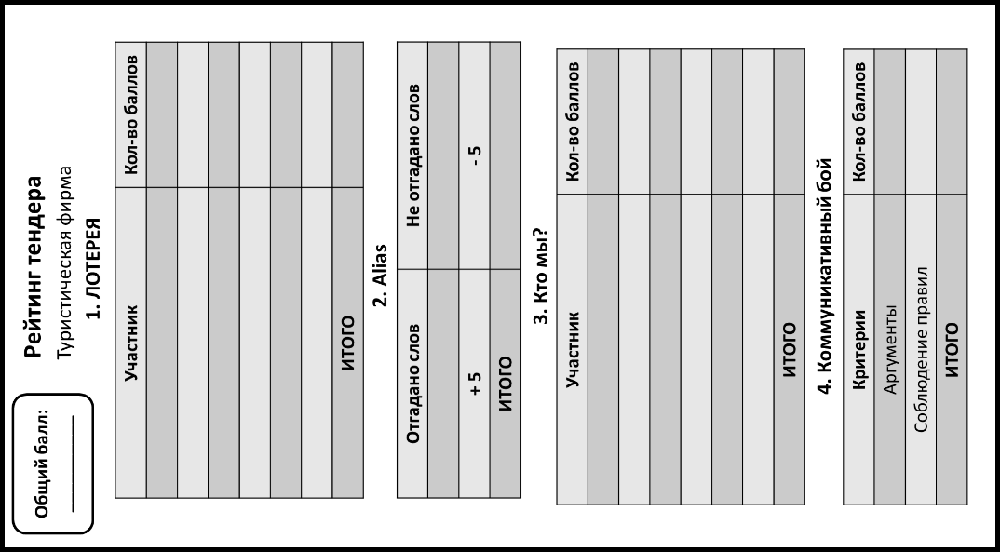 Общий балл:
Рейтинг тендера
Туристическая фирма
1. ЛОТЕРЕЯ
Участник Кол-во баллов
ИТОГО
2. Alias
Отгадано слов Не отгадано слов
+ 5 - 5
ИТОГО
3. Кто мы?
Участник Кол-во баллов
ИТОГО
4. Коммуникативный бой
Критерии Кол-во баллов
Аргументы
Соблюдение правил
ИТОГО